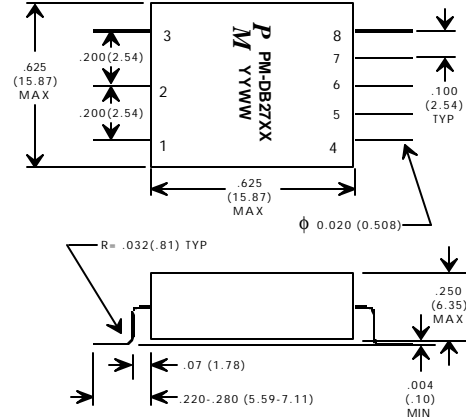 3
8
P
M PM-DB27XX
YYWW
7
.200(2.54)
.625
(15.87)
MAX
2
6
.100
(2.54)
TYP
.200(2.54)
5
1
4
.625
(15.87)
MAX
ϕ 0.020 (0.508)
R= .032(.81) TYP
.250
(6.35)
MAX
.07 (1.78)
.004
(.10)
MIN
.220-.280 (5.59-7.11)